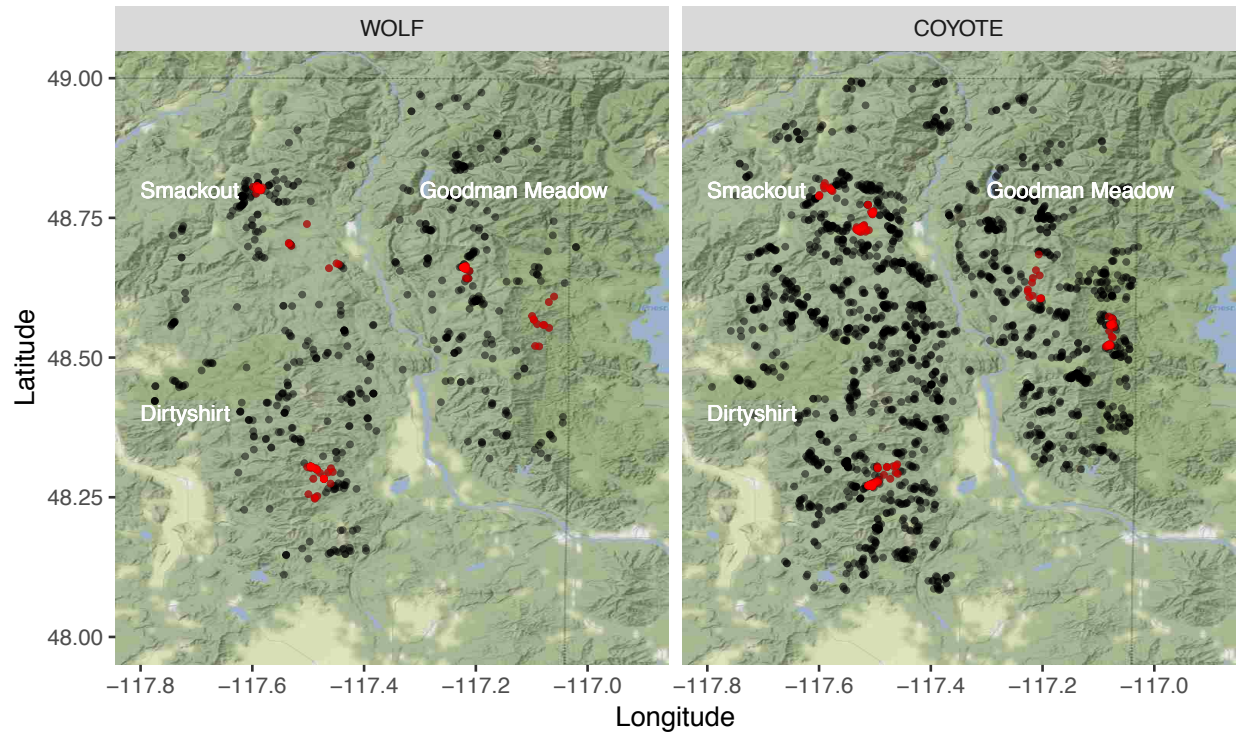 WOLF
COYOTE
49.00
48.75
48.50
48.25
48.00
Latitude
Smackout
Goodman Meadow
Dirtyshirt
Smackout
Goodman Meadow
Dirtyshirt
−117.8 −117.6 −117.4 −117.2 −117.0
−117.8 −117.6 −117.4 −117.2 −117.0
Longitude